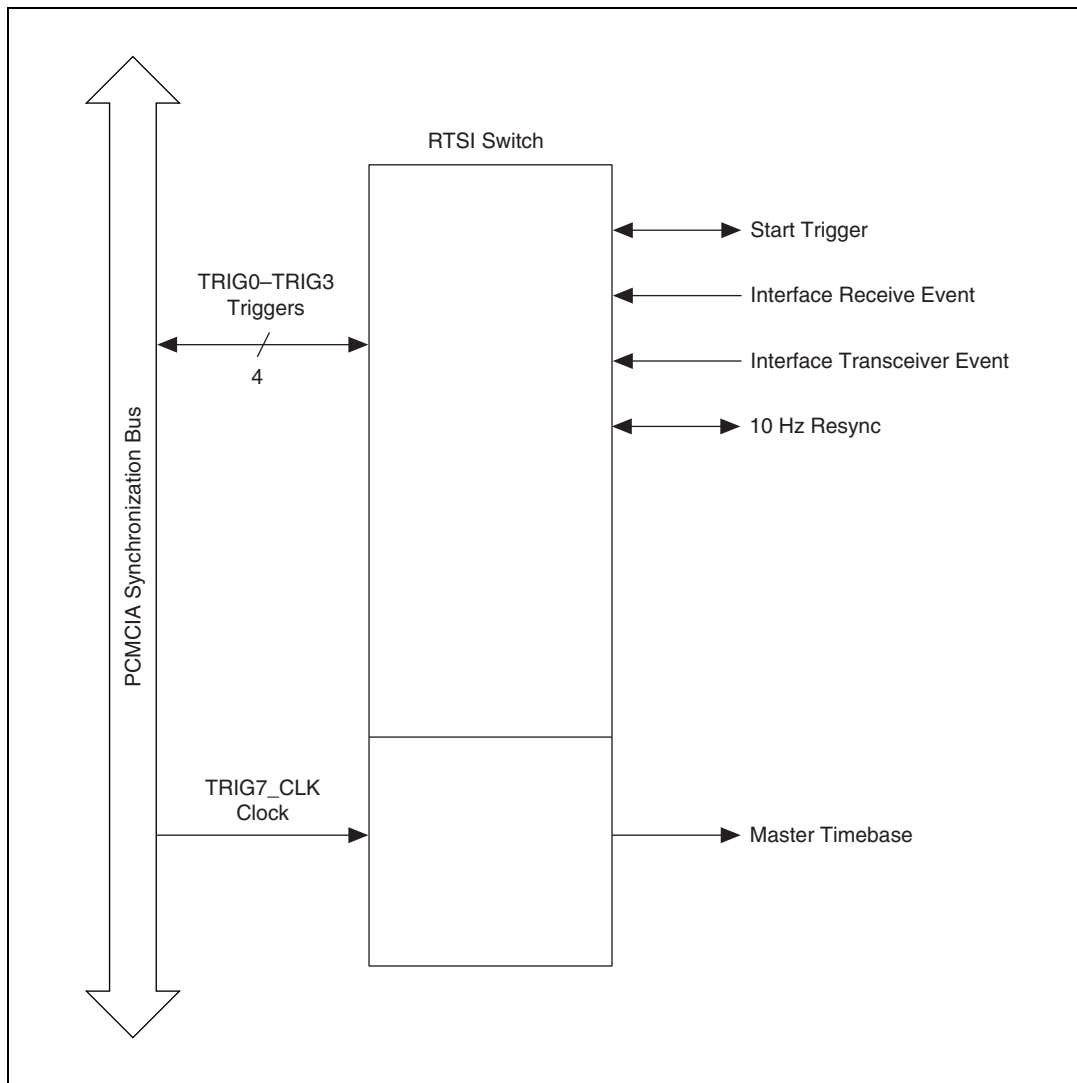 RTSI Switch
Start Trigger
TRIG0–TRIG3
Triggers
Interface Receive Event
4
Interface Transceiver Event
10 Hz Resync
PCMCIA Synchronization Bus
TRIG7_CLK
Clock
Master Timebase